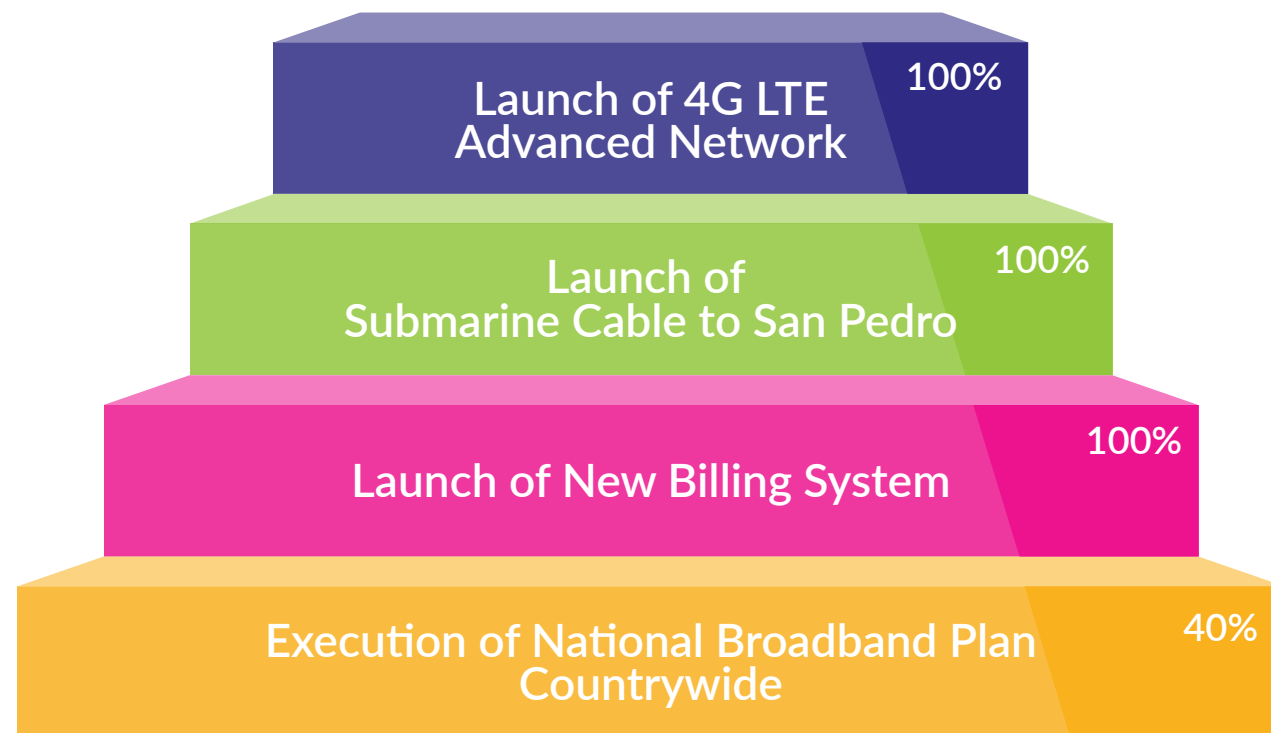 100%
Launch of 4G LTE
Advanced Network
100%
Launch of
Submarine Cable to San Pedro
100%
Launch of New Billing System
40%
Execution of National Broadband Plan
Countrywide